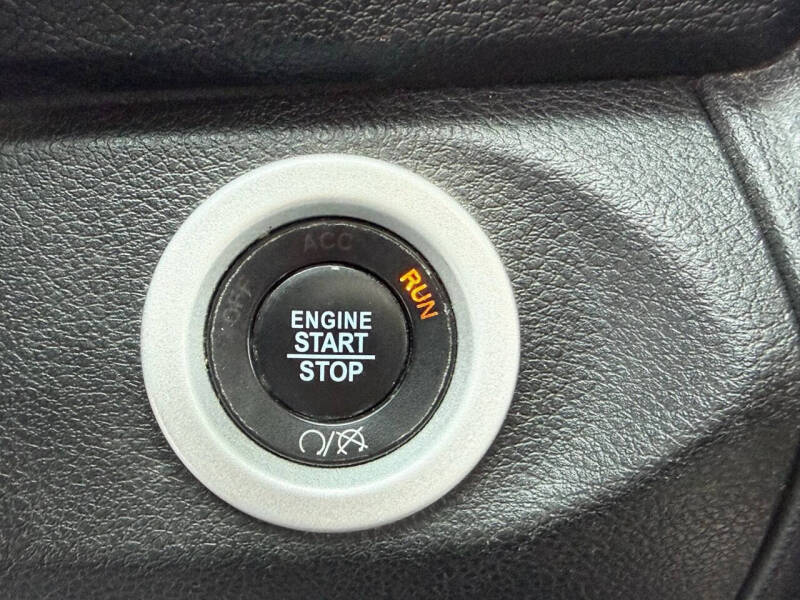 ACC
OFF
RUN
ENGINE
START
STOP